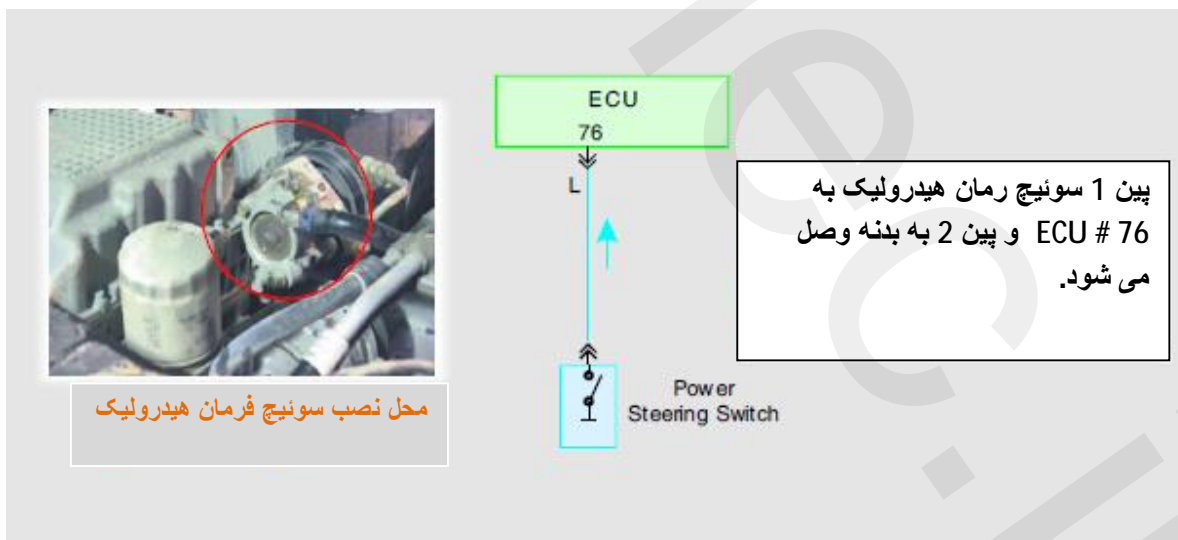 ECU
76
L
Power
Steering Switch
پین 1 سوئیچ رمان هیدرولیک به
ECU # 76 و پین 2 به بدنه وصل
می شود.
محل نصب سوئیچ فرمان هیدرولیک